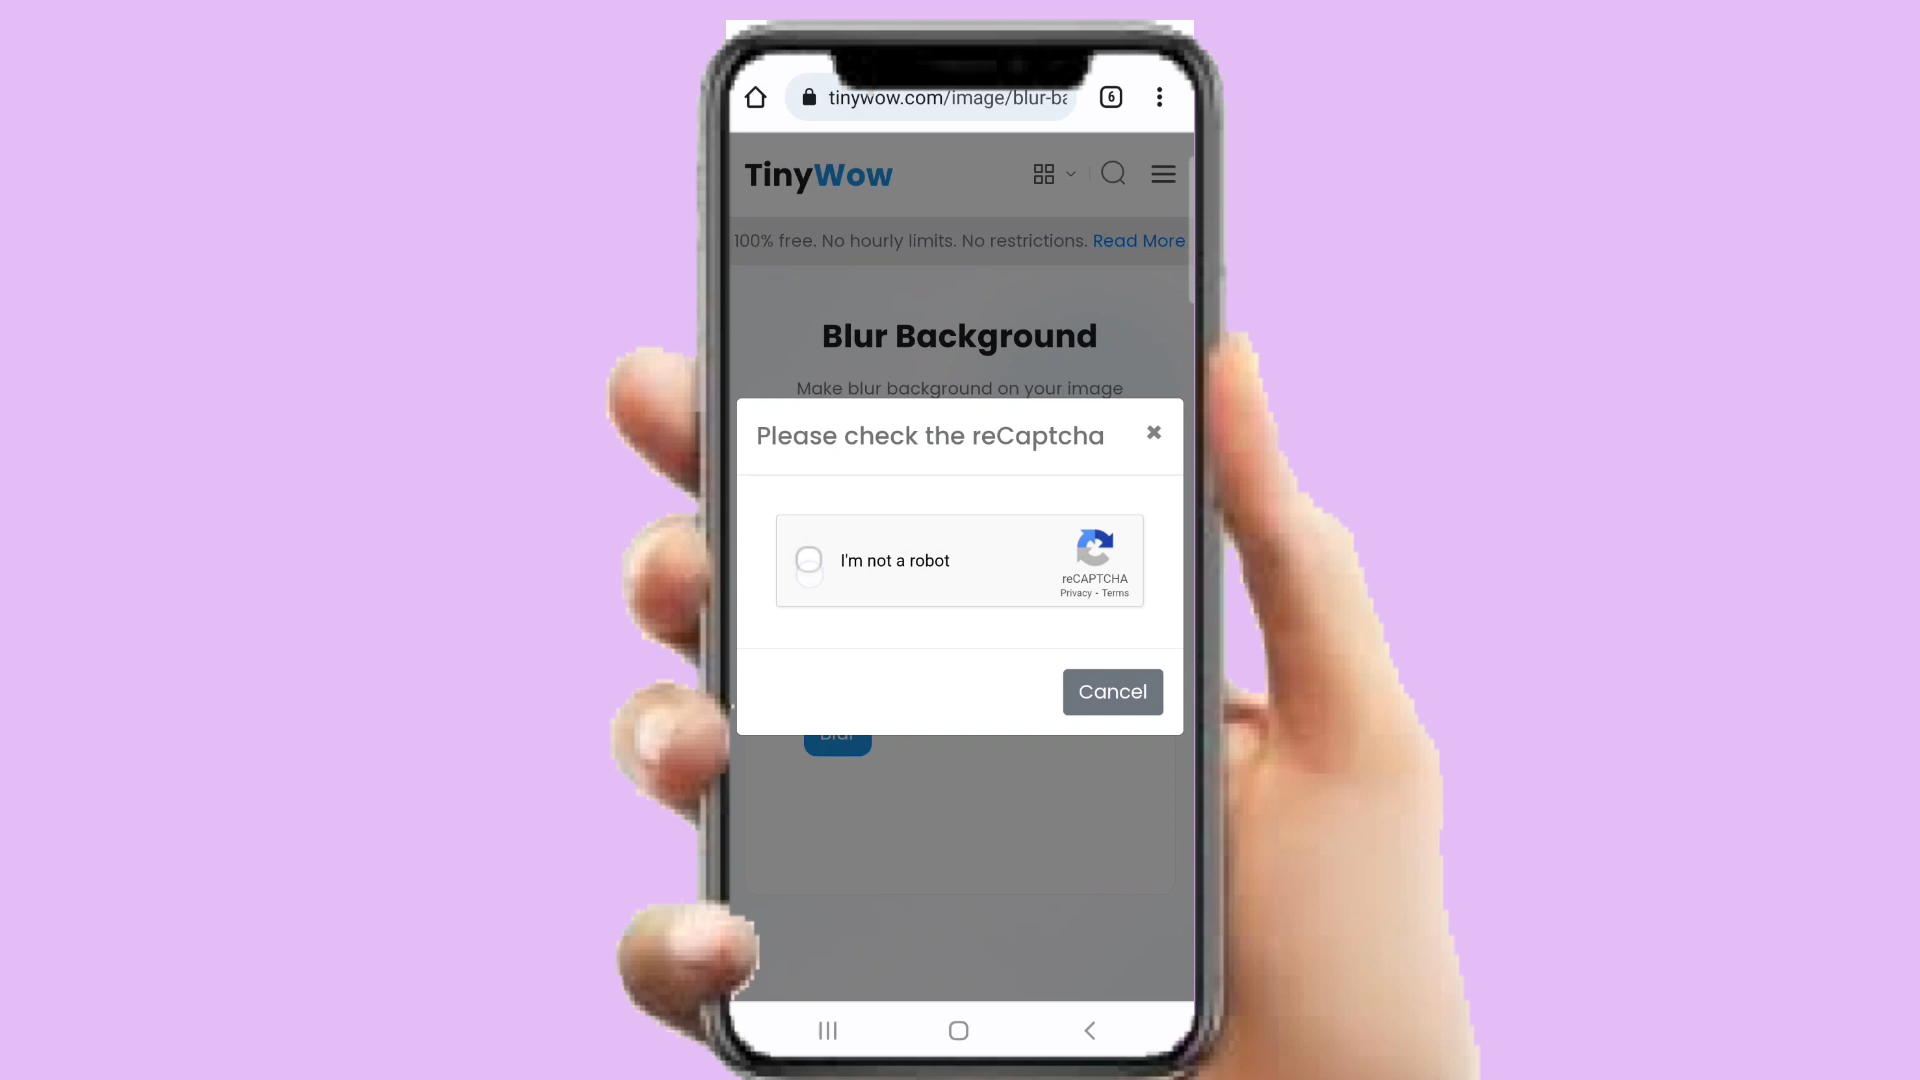 tinywow.com/image/blur-ba
6
TinyWow
100% free. No hourly limits. No restrictions. Read More
Blur Background
Make blur background on your image
Please check the reCaptcha
I'm not a robot
reCAPTCHA
Privacy - Terms
Cancel
Blur